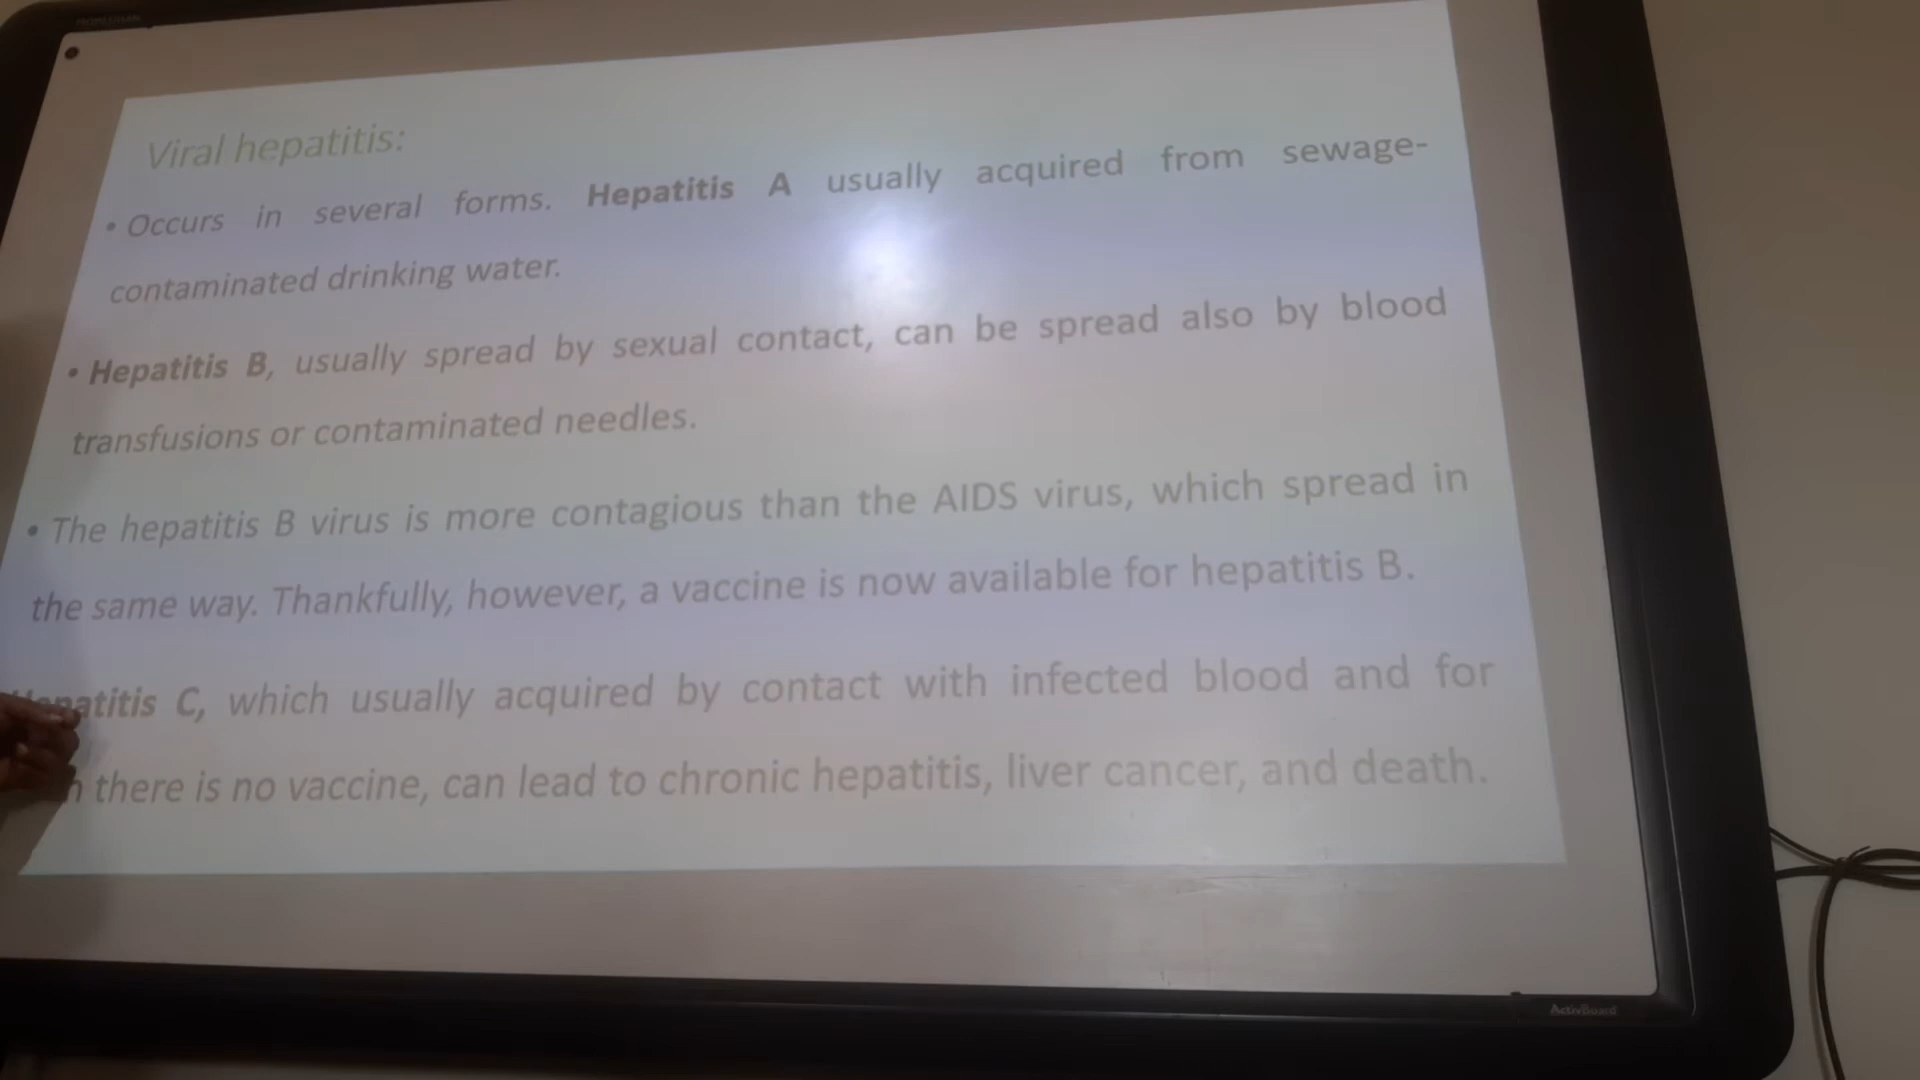 Viral hepatitis:
• Occurs in several forms. Hepatitis A usually acquired from sewage-
contaminated drinking water.
• Hepatitis B, usually spread by sexual contact, can be spread also by blood
transfusions or contaminated needles.
• The hepatitis B virus is more contagious than the AIDS virus, which spread in
the same way. Thankfully, however, a vaccine is now available for hepatitis B.
Hepatitis C, which usually acquired by contact with infected blood and for
there is no vaccine, can lead to chronic hepatitis, liver cancer, and death.
ActivBoard